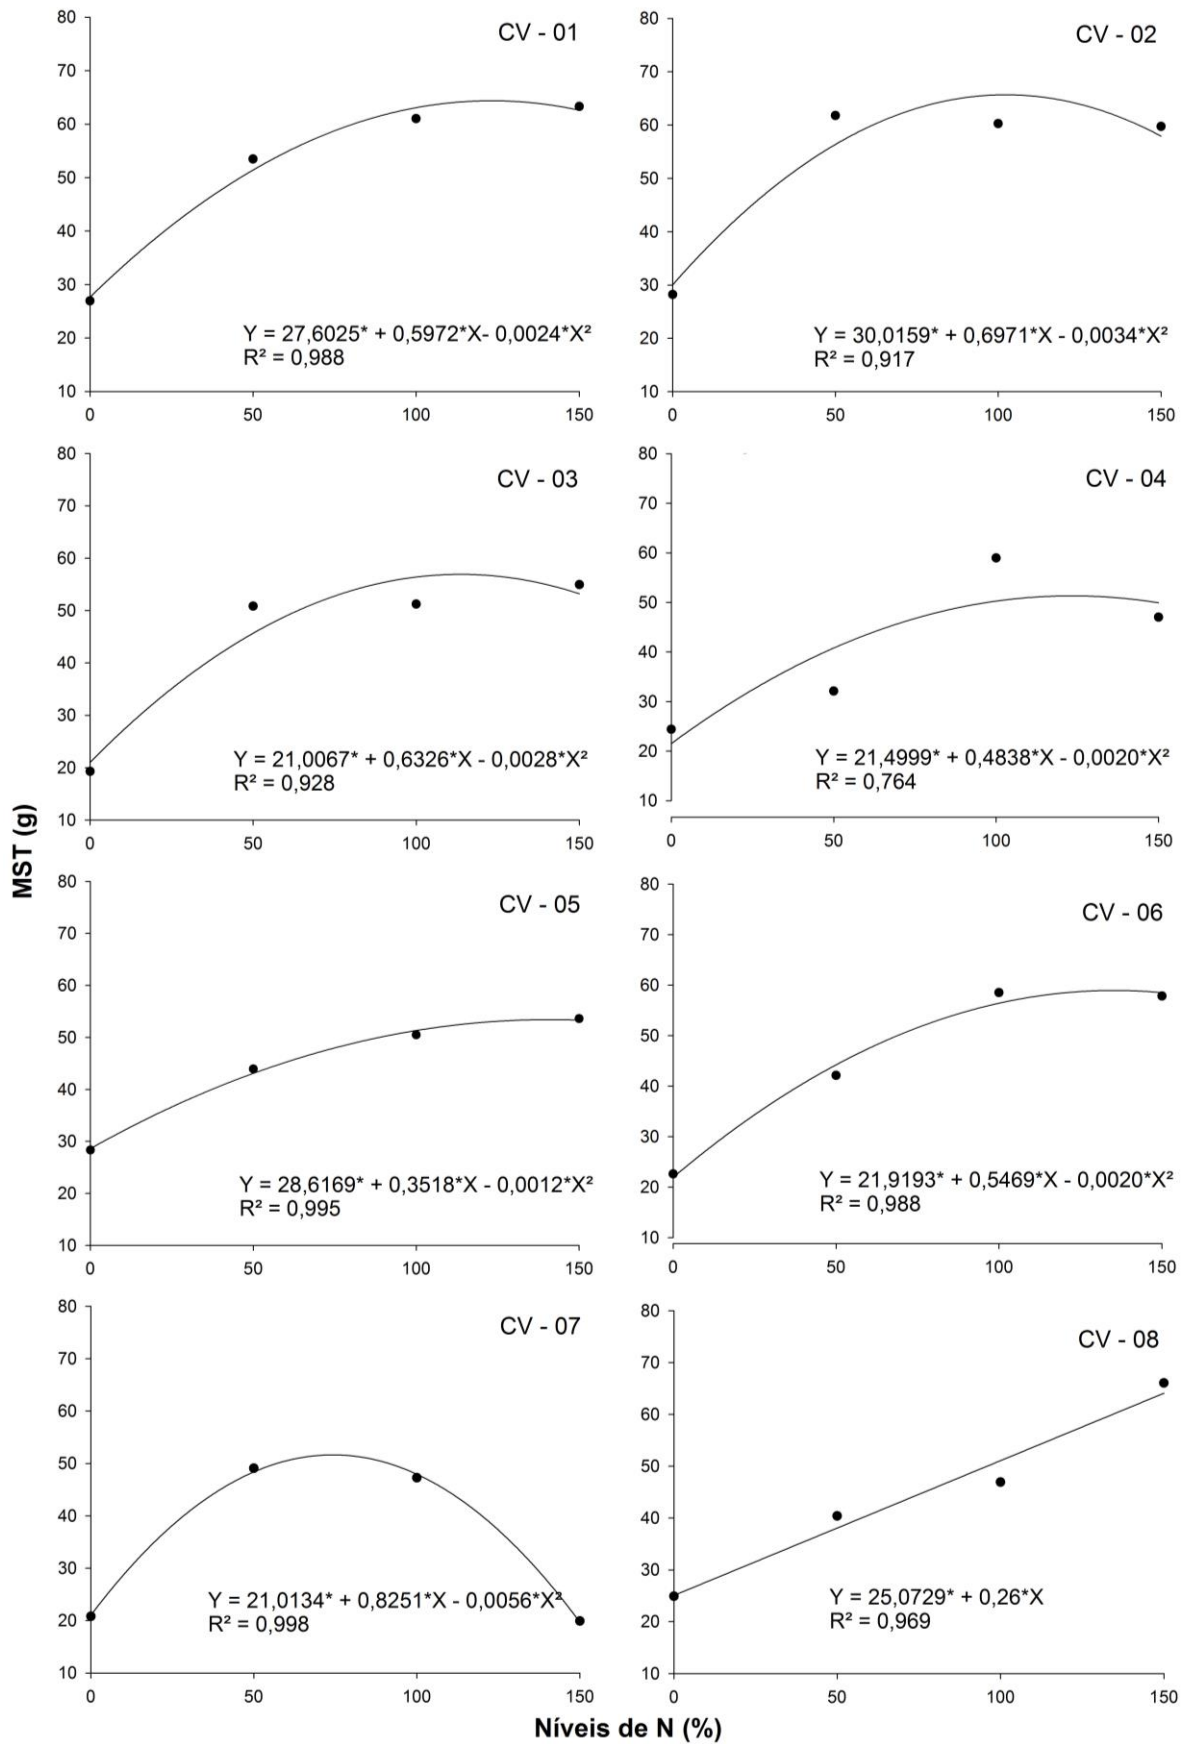 MST (g)
CV - 01
80
70
60
50
40
30
20
10
Y = 27,6025* + 0,5972*X- 0,0024*X²
R² = 0,988
0 50 100 150
CV - 02
80
70
60
50
40
30
20
10
Y = 30,0159* + 0,6971*X - 0,0034*X²
R² = 0,917
0 50 100 150
CV - 03
80
70
60
50
40
30
20
10
Y = 21,0067* + 0,6326*X - 0,0028*X²
R² = 0,928
0 50 100 150
CV - 04
80
70
60
50
40
30
20
10
Y = 21,4999* + 0,4838*X - 0,0020*X²
R² = 0,764
0 50 100 150
CV - 05
80
70
60
50
40
30
20
10
Y = 28,6169* + 0,3518*X - 0,0012*X²
R² = 0,995
0 50 100 150
CV - 06
80
70
60
50
40
30
20
10
Y = 21,9193* + 0,5469*X - 0,0020*X²
R² = 0,988
0 50 100 150
CV - 07
80
70
60
50
40
30
20
10
Y = 21,0134* + 0,8251*X - 0,0056*X²
R² = 0,998
0 50 100 150
CV - 08
80
70
60
50
40
30
20
10
Y = 25,0729* + 0,26*X
R² = 0,969
0 50 100 150
Níveis de N (%)